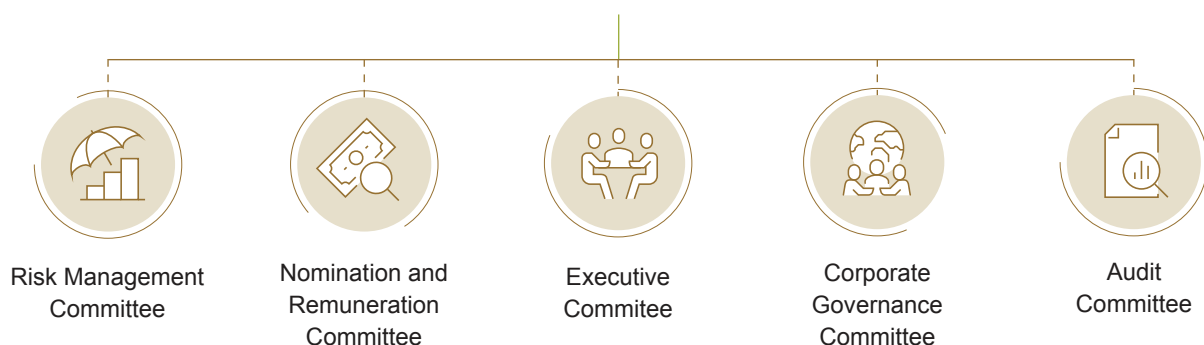 Risk Management
Committee
Nomination and
Remuneration
Committee
Executive
Commitee
Corporate
Governance
Committee
Audit
Committee